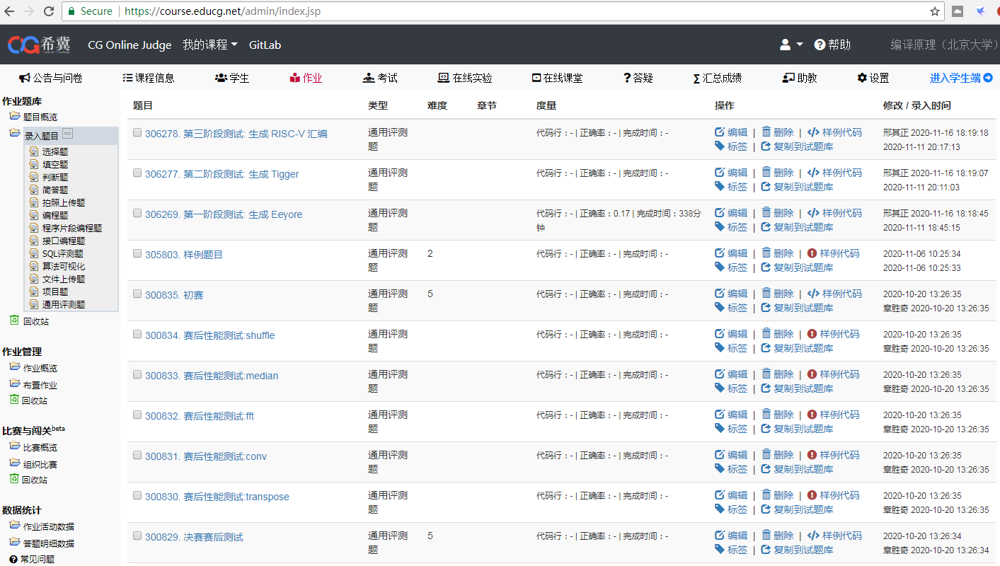 Secure | https://course.educg.net/admin/index.jsp
CG希冀 CG Online Judge 我的课程 GitLab 帮助 编译原理（北京大学）
公告与问卷 课程信息 学生 作业 考试 在线实验 在线课堂 答疑 汇总成绩 助教 设置 进入学生端
作业题库
题目概览
录入题目
选择题
填空题
判断题
简答题
拍照上传题
编程题
程序片段编程题
接口编程题
SQL评测题
算法可视化
文件上传题
项目题
通用评测题
回收站
作业管理
作业概览
布置作业
回收站
比赛与闯关beta
比赛概览
组织比赛
回收站
数据统计
作业活动数据
答题明细数据
常见问题
题目 类型 难度 章节 度量 操作 修改 / 录入时间
306278. 第三阶段测试: 生成 RISC-V 汇编 通用评测 代码行：- | 正确率：- | 完成时间：- 编辑 | 删除 | 样例代码 邢其正 2020-11-16 18:19:18
题 标签 | 复制到试题库 2020-11-11 20:17:13
306277. 第二阶段测试: 生成 Tigger 通用评测 代码行：- | 正确率：- | 完成时间：- 编辑 | 删除 | 样例代码 邢其正 2020-11-16 18:19:07
题 标签 | 复制到试题库 2020-11-11 20:11:03
306269. 第一阶段测试: 生成 Eeyore 通用评测 代码行：- | 正确率：0.17 | 完成时间：338分 编辑 | 删除 | 样例代码 邢其正 2020-11-16 18:18:45
题 钟 标签 | 复制到试题库 2020-11-11 18:45:15
305803. 样例题目 通用评测 2 代码行：- | 正确率：- | 完成时间：- 编辑 | 删除 | 样例代码 2020-11-06 10:25:34
题 标签 | 复制到试题库 2020-11-06 10:25:33
300835. 初赛 通用评测 5 代码行：- | 正确率：- | 完成时间：- 编辑 | 删除 | 样例代码 2020-10-20 13:26:35
题 标签 | 复制到试题库 章胜奇 2020-10-20 13:26:35
300834. 赛后性能测试:shuffle 通用评测 代码行：- | 正确率：- | 完成时间：- 编辑 | 删除 | 样例代码 2020-10-20 13:26:35
题 标签 | 复制到试题库 章胜奇 2020-10-20 13:26:35
300833. 赛后性能测试:median 通用评测 代码行：- | 正确率：- | 完成时间：- 编辑 | 删除 | 样例代码 2020-10-20 13:26:35
题 标签 | 复制到试题库 章胜奇 2020-10-20 13:26:35
300832. 赛后性能测试:fft 通用评测 代码行：- | 正确率：- | 完成时间：- 编辑 | 删除 | 样例代码 2020-10-20 13:26:35
题 标签 | 复制到试题库 章胜奇 2020-10-20 13:26:35
300831. 赛后性能测试:conv 通用评测 代码行：- | 正确率：- | 完成时间：- 编辑 | 删除 | 样例代码 2020-10-20 13:26:35
题 标签 | 复制到试题库 章胜奇 2020-10-20 13:26:35
300830. 赛后性能测试:transpose 通用评测 代码行：- | 正确率：- | 完成时间：- 编辑 | 删除 | 样例代码 2020-10-20 13:26:35
题 标签 | 复制到试题库 章胜奇 2020-10-20 13:26:35
300829. 决赛赛后测试 通用评测 5 代码行：- | 正确率：- | 完成时间：- 编辑 | 删除 | 样例代码 2020-10-20 13:26:34
题 标签 | 复制到试题库 章胜奇 2020-10-20 13:26:34